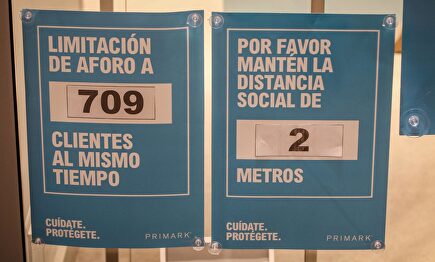 LIMITACIÓN
DE AFORO A
709
CLIENTES
AL MISMO
TIEMPO
CUÍDATE.
PROTÉGETE.
PRIMARK
POR FAVOR
MANTÉN LA
DISTANCIA
SOCIAL DE
2
METROS
CUÍDATE.
PROTÉGETE.
PRIMARK